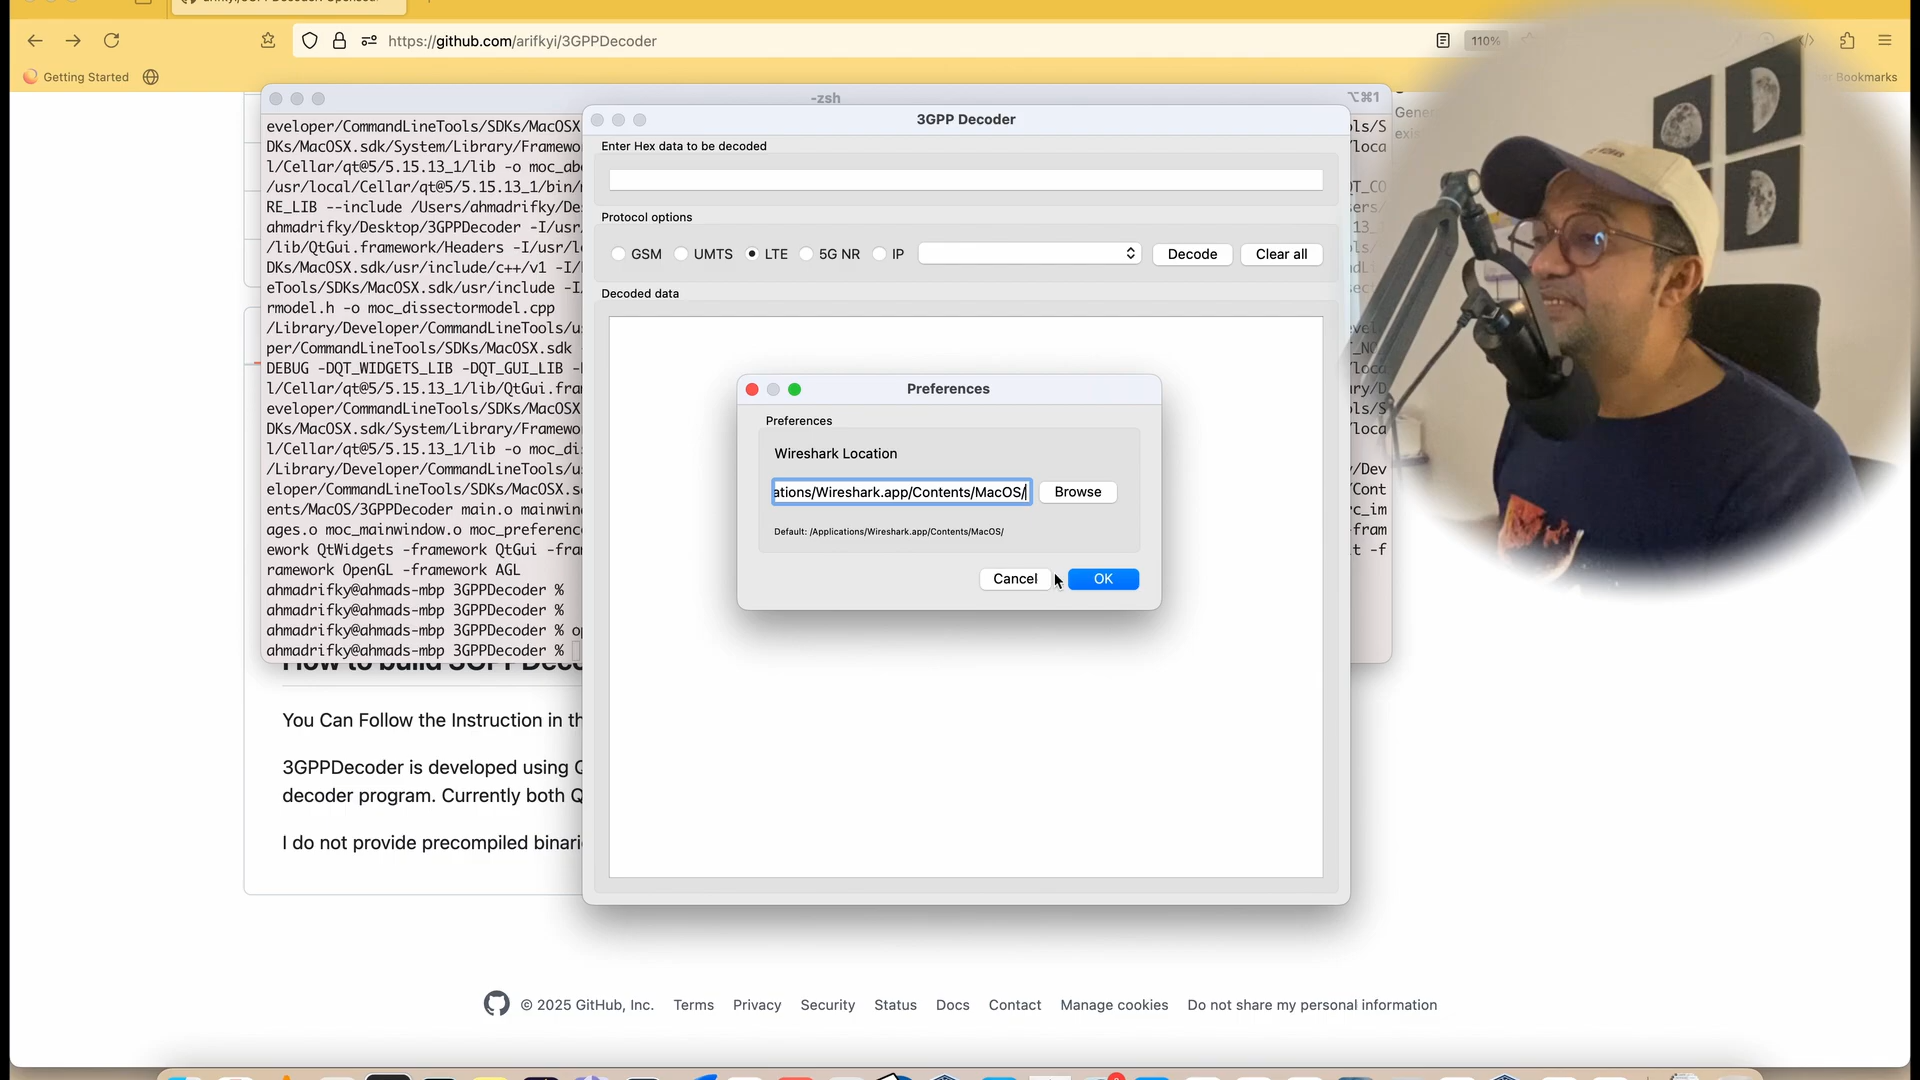 https://github.com/arifkyi/3GPPDecoder
110%
Getting Started
-zsh
⌥⌘1
eveloper/CommandLineTools/SDKs/MacOSX
DKs/MacOSX.sdk/System/Library/Framewor
l/Cellar/qt@5/5.15.13_1/lib -o moc_abo
/usr/local/Cellar/qt@5/5.15.13_1/bin/
RE_LIB --include /Users/ahmadrifky/De
ahmadrifky/Desktop/3GPPDecoder -I/usr/
/lib/QtGui.framework/Headers -I/usr/l
DKs/MacOSX.sdk/usr/include/c++/v1 -I/
eTools/SDKs/MacOSX.sdk/usr/include -I
rmodel.h -o moc_dissectormodel.cpp
/Library/Developer/CommandLineTools/u
per/CommandLineTools/SDKs/MacOSX.sdk
DEBUG -DQT_WIDGETS_LIB -DQT_GUI_LIB -
l/Cellar/qt@5/5.15.13_1/lib/QtGui.fra
eveloper/CommandLineTools/SDKs/MacOSX
DKs/MacOSX.sdk/System/Library/Framewo
l/Cellar/qt@5/5.15.13_1/lib -o moc_di
/Library/Developer/CommandLineTools/u
eloper/CommandLineTools/SDKs/MacOSX.s
ents/MacOS/3GPPDecoder main.o mainwin
ages.o moc_mainwindow.o moc_preferenc
ework QtWidgets -framework QtGui -fra
ramework OpenGL -framework AGL
ahmadrifky@ahmads-mbp 3GPPDecoder %
ahmadrifky@ahmads-mbp 3GPPDecoder %
ahmadrifky@ahmads-mbp 3GPPDecoder % op
ahmadrifky@ahmads-mbp 3GPPDecoder %
3GPP Decoder
Enter Hex data to be decoded
Protocol options
GSM UMTS LTE 5G NR IP Decode Clear all
Decoded data
Preferences
Preferences
Wireshark Location
ations/Wireshark.app/Contents/MacOS/ Browse
Default: /Applications/Wireshark.app/Contents/MacOS/
Cancel OK
How to build 3GPPDeco
You Can Follow the Instruction in th
3GPPDecoder is developed using
decoder program. Currently both
I do not provide precompiled binari
© 2025 GitHub, Inc. Terms Privacy Security Status Docs Contact Manage cookies Do not share my personal information